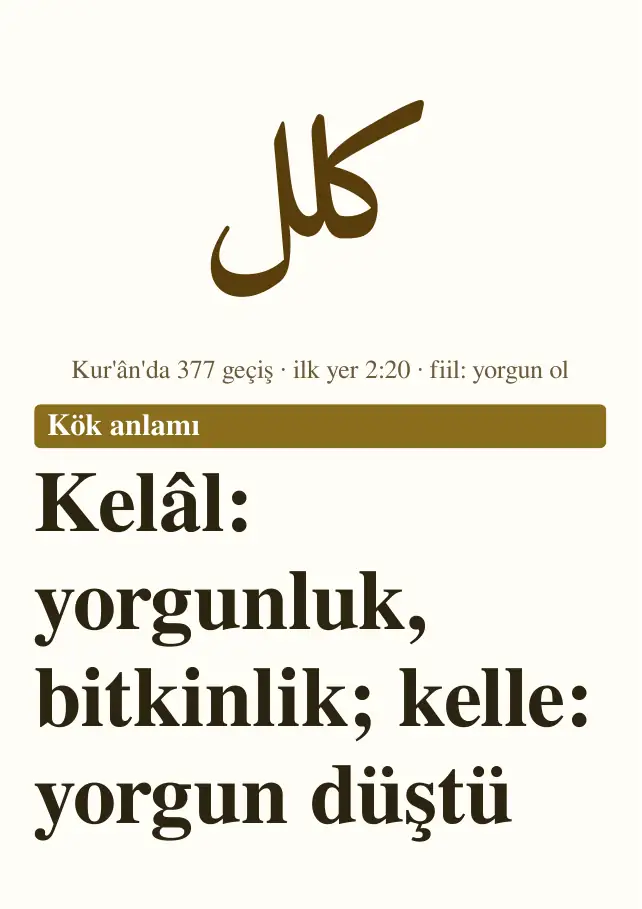 كلل
Kur'ân'da 377 geçiş · ilk yer 2:20 · fiil: yorgun ol
Kök anlamı
Kelâl:
yorgunluk,
bitkinlik; kelle:
yorgun düştü